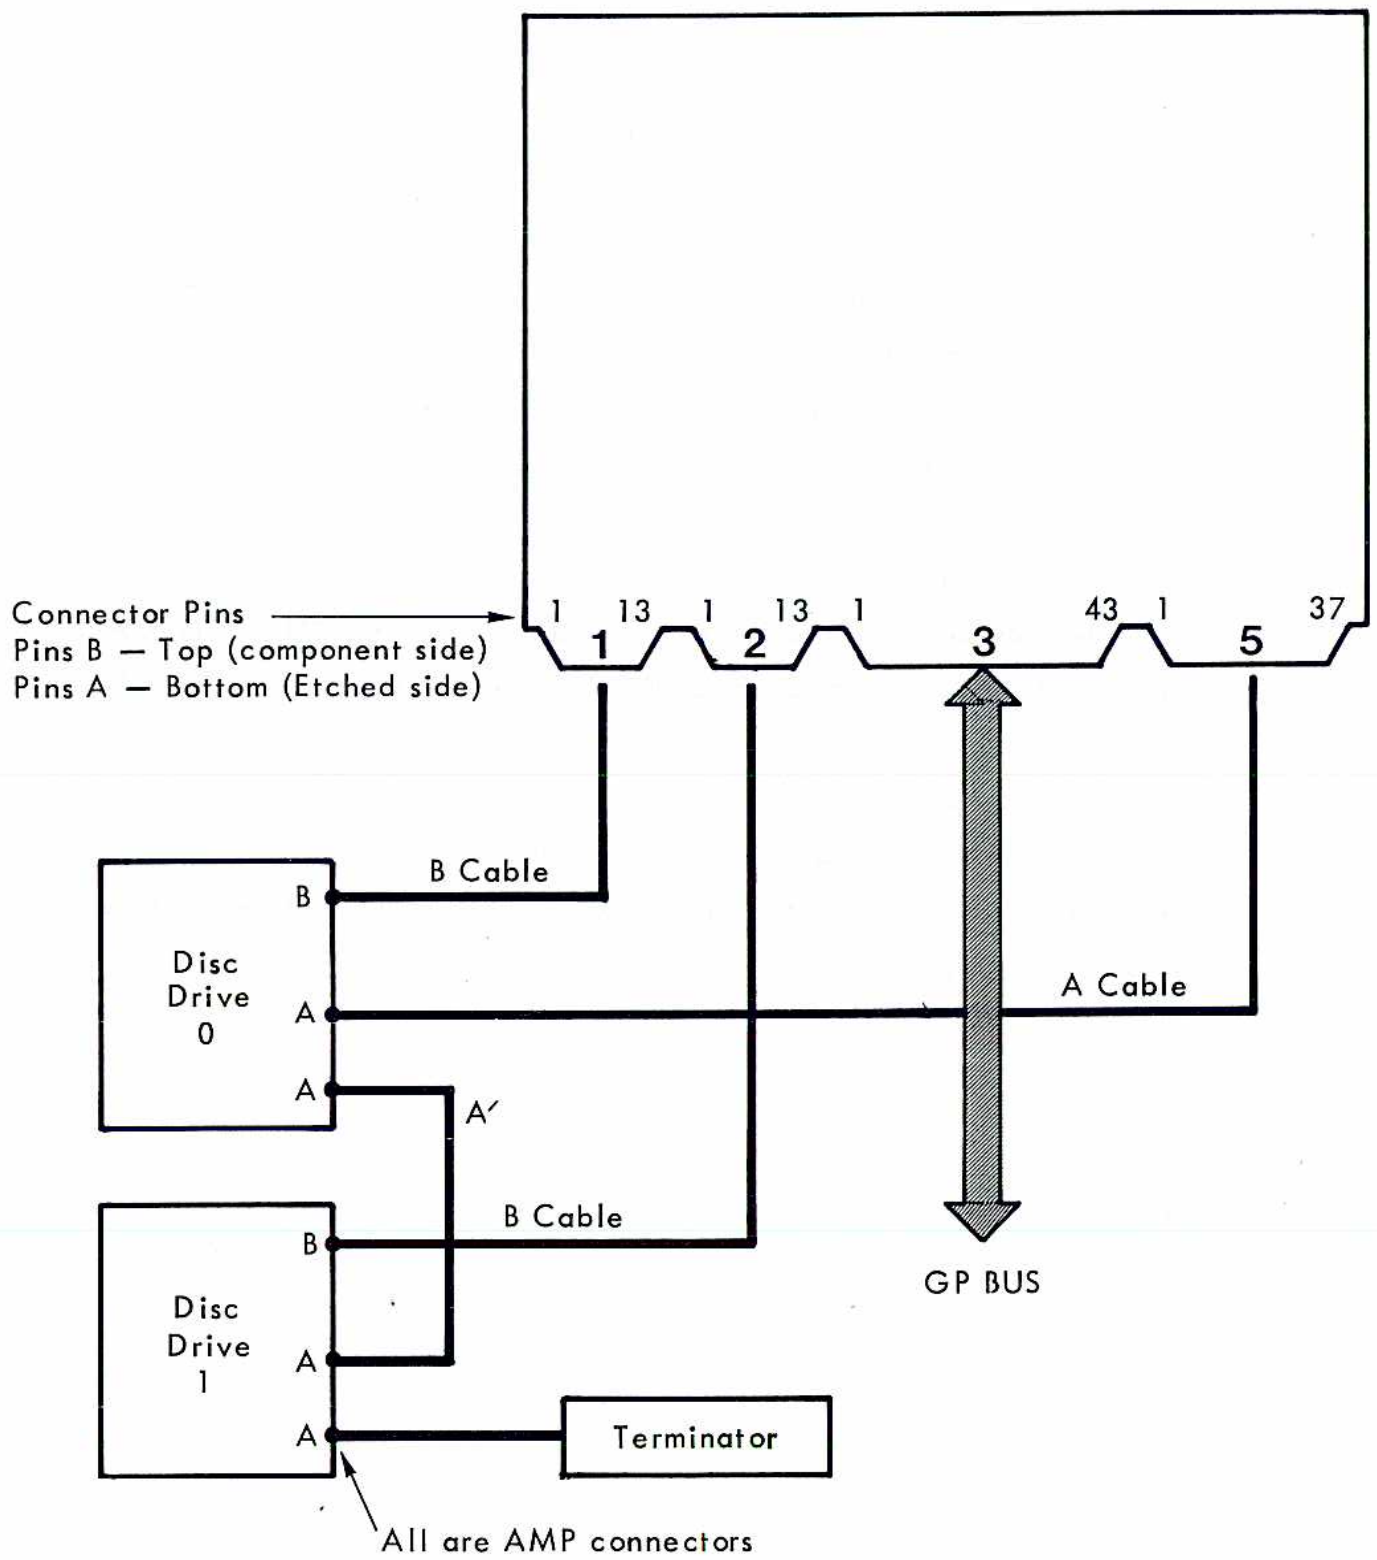 Connector Pins
Pins B — Top (component side)
Pins A — Bottom (Etched side)
1 13 1 13 1 43 1 37
1 2 3 5
B Cable
B
Disc
Drive
0
A
A Cable
A
A′
B Cable
B
GP BUS
Disc
Drive
1
A
A
Terminator
All are AMP connectors